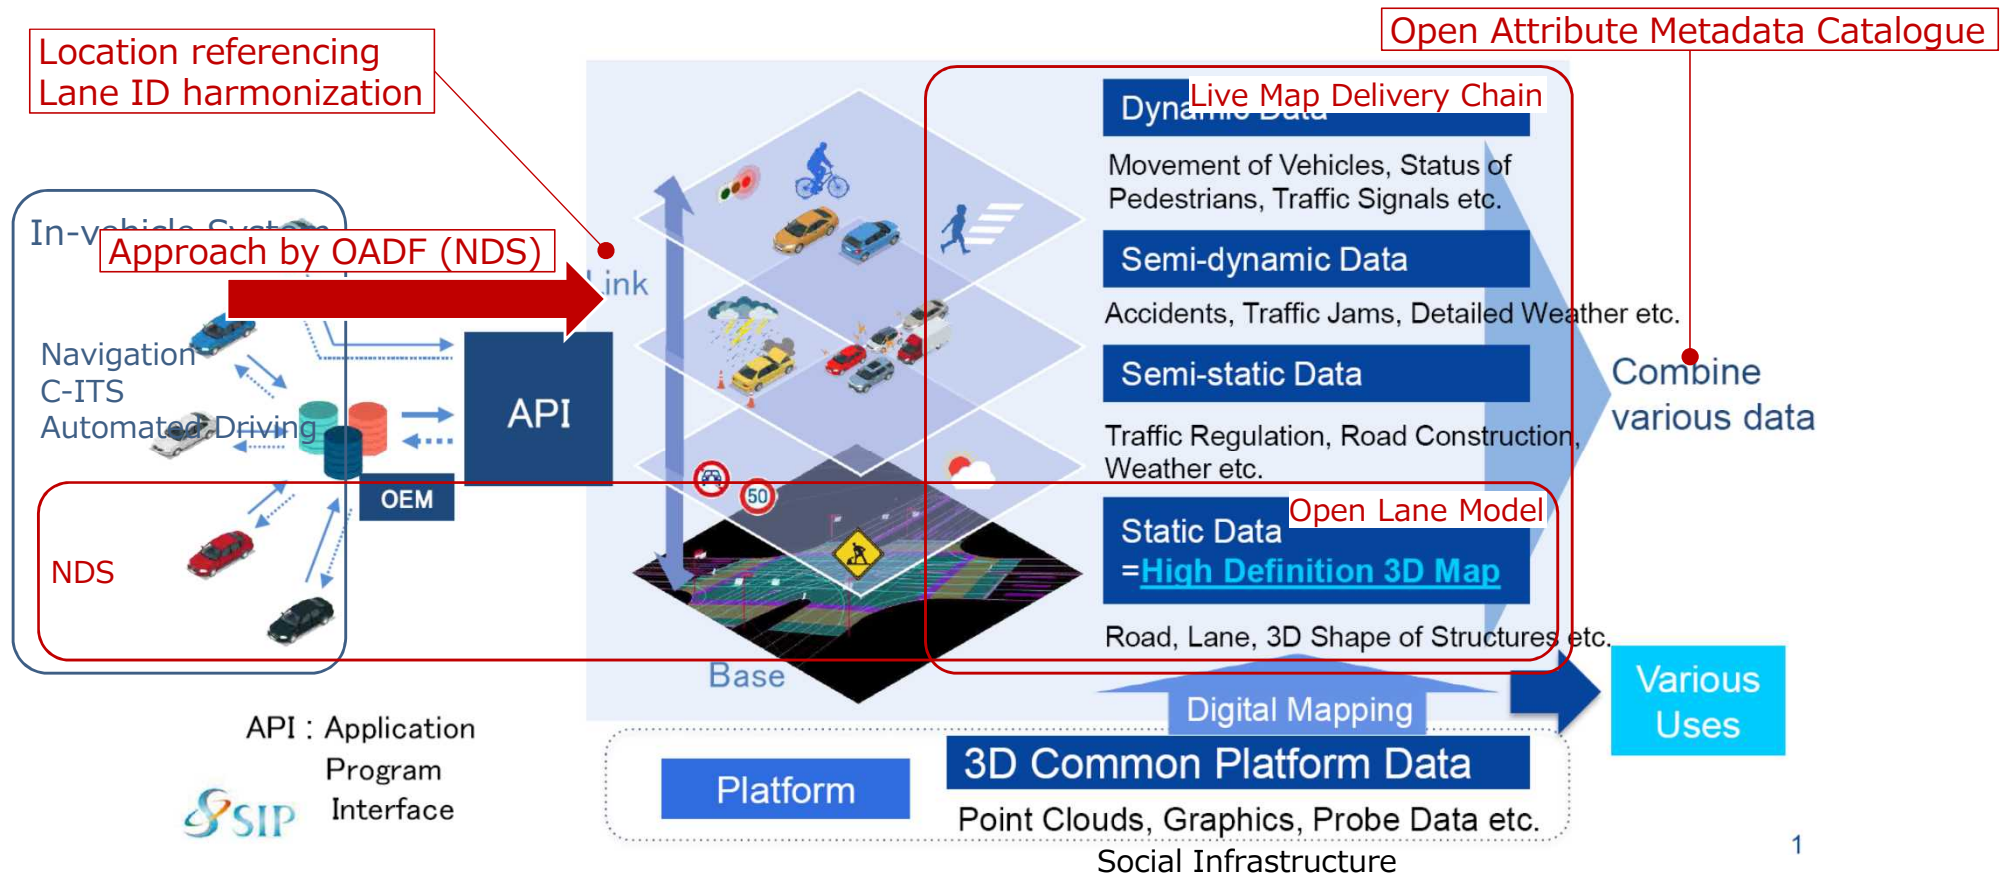 Open Attribute Metadata Catalogue
Location referencing
Lane ID harmonization
Live Map Delivery Chain
Dynamic Data
Movement of Vehicles, Status of
Pedestrians, Traffic Signals etc.
In-vehicle System
Approach by OADF (NDS)
Link
Semi-dynamic Data
Accidents, Traffic Jams, Detailed Weather etc.
Navigation
C-ITS
Automated Driving
API
OEM
Semi-static Data
Traffic Regulation, Road Construction,
Weather etc.
Combine
various data
50
Open Lane Model
Static Data
=High Definition 3D Map
Road, Lane, 3D Shape of Structures etc.
NDS
Base
Digital Mapping
Various
Uses
API : Application
Program
Interface
SIP
Platform
3D Common Platform Data
Point Clouds, Graphics, Probe Data etc.
Social Infrastructure
1